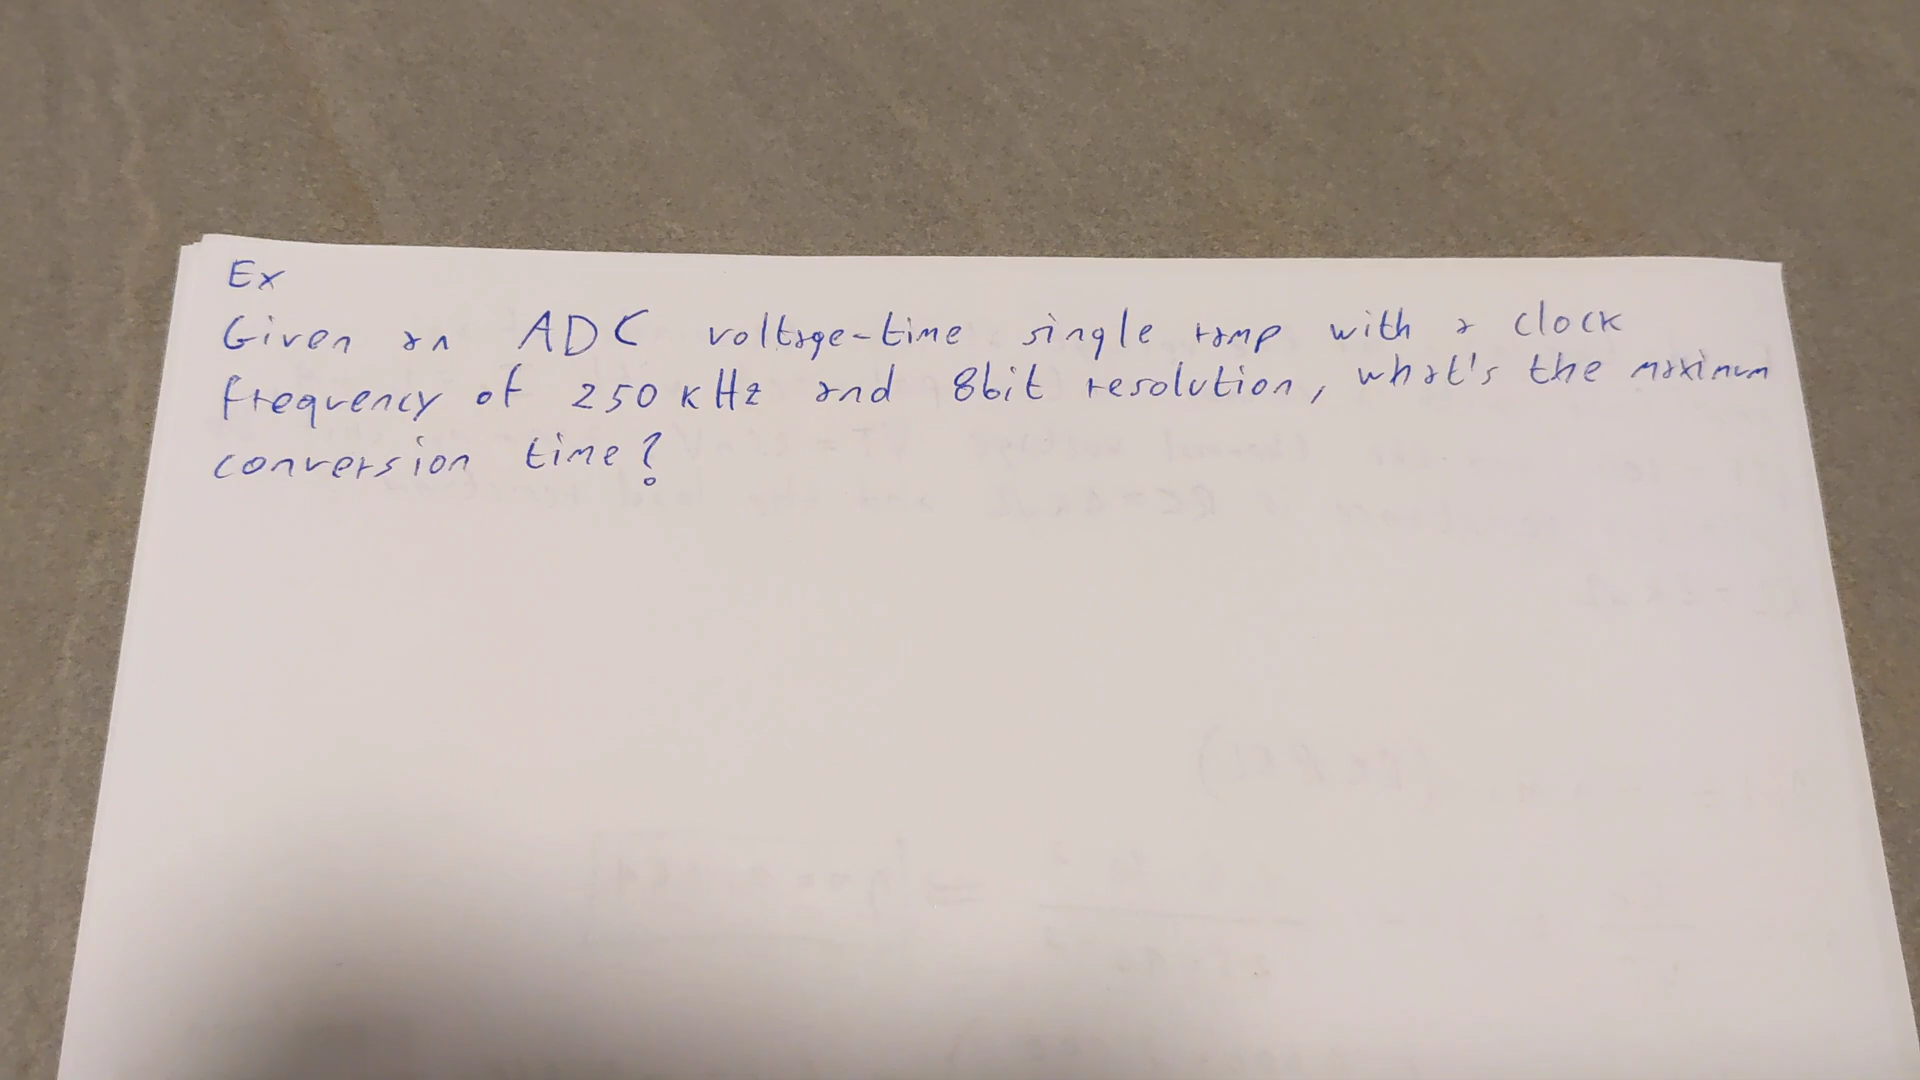 Ex
Given an ADC voltage-time single ramp with a clock
frequency of 250 kHz and 8bit resolution, what's the maximum
conversion time?